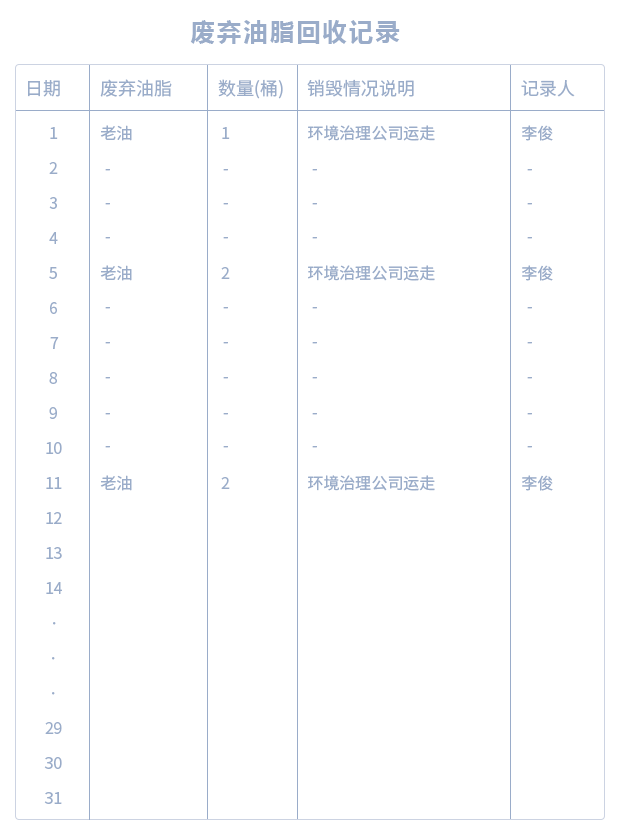 废弃油脂回收记录
日期 废弃油脂 数量(桶) 销毁情况说明 记录人
1 老油 1 环境治理公司运走 李俊
2 - - - -
3 - - - -
4 - - - -
5 老油 2 环境治理公司运走 李俊
6 - - - -
7 - - - -
8 - - - -
9 - - - -
10 - - - -
11 老油 2 环境治理公司运走 李俊
12
13
14
.
.
.
29
30
31